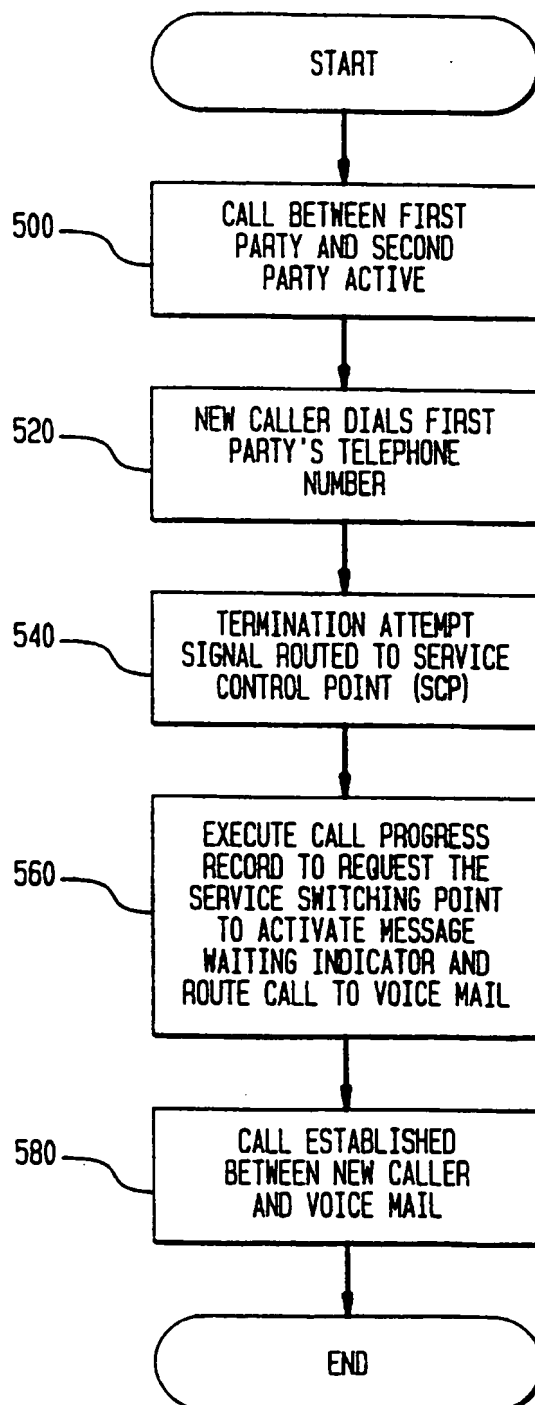 START
500
CALL BETWEEN FIRST
PARTY AND SECOND
PARTY ACTIVE
520
NEW CALLER DIALS FIRST
PARTY'S TELEPHONE
NUMBER
540
TERMINATION ATTEMPT
SIGNAL ROUTED TO SERVICE
CONTROL POINT (SCP)
560
EXECUTE CALL PROGRESS
RECORD TO REQUEST THE
SERVICE SWITCHING POINT
TO ACTIVATE MESSAGE
WAITING INDICATOR AND
ROUTE CALL TO VOICE MAIL
580
CALL ESTABLISHED
BETWEEN NEW CALLER
AND VOICE MAIL
END